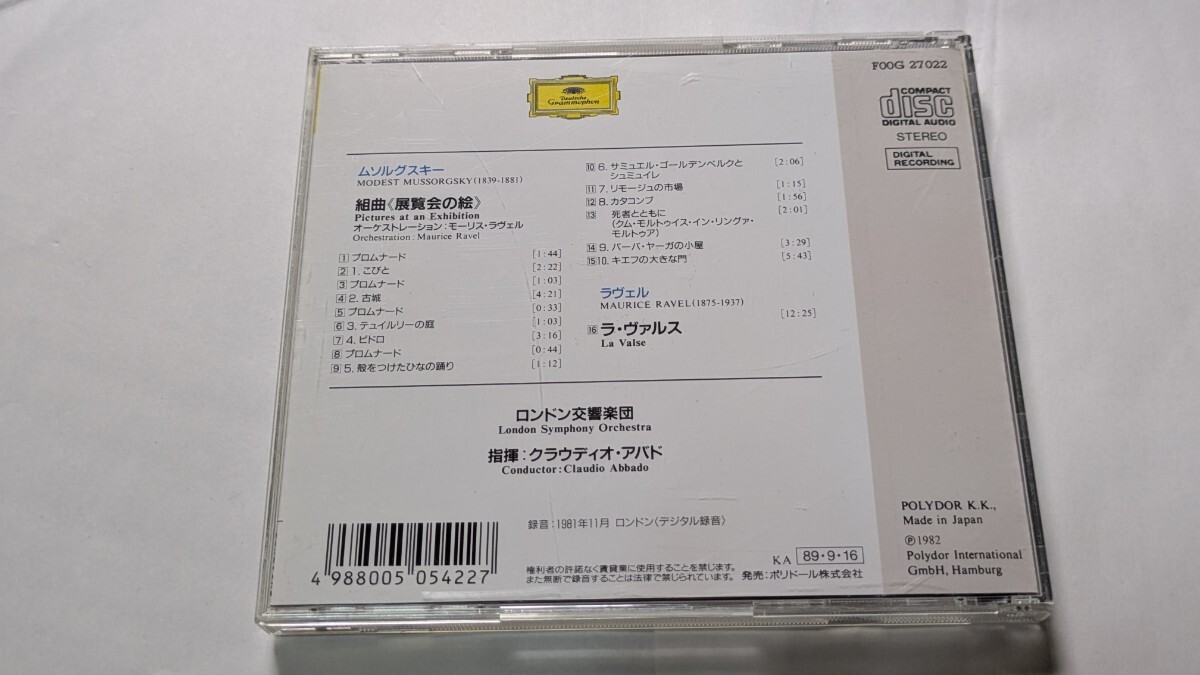 Deutsche
Grammophon
ムソルグスキー
MODEST MUSSORGSKY(1839-1881)
組曲《展覧会の絵》
Pictures at an Exhibition
オーケストレーション:モーリス・ラヴェル
Orchestration:Maurice Ravel
1 プロムナード [1:44]
2 1.こびと [2:22]
3 プロムナード [1:03]
4 2.古城 [4:21]
5 プロムナード [0:33]
6 3.テュイルリーの庭 [1:03]
7 4.ビドロ [3:16]
8 プロムナード [0:44]
9 5.殻をつけたひなの踊り [1:12]
10 6.サミュエル・ゴールデンベルクと [2:06]
シュミュイレ
11 7.リモージュの市場 [1:15]
12 8.カタコンブ [1:56]
13 死者とともに [2:01]
(クム・モルトゥイス・イン・リングァ・
モルトゥア)
14 9.バーバ・ヤーガの小屋 [3:29]
15 10.キエフの大きな門 [5:43]
ラヴェル
MAURICE RAVEL(1875-1937)
16 ラ・ヴァルス [12:25]
La Valse
ロンドン交響楽団
London Symphony Orchestra
指揮:クラウディオ・アバド
Conductor:Claudio Abbado
録音:1981年11月 ロンドン〈デジタル録音〉
KA 89・9・16
権利者の許諾なく賃貸業に使用することを禁じます。
また無断で録音することは法律で禁じられています。 発売:ポリドール株式会社
4 988005 054227
F00G 27022
COMPACT
disc
DIGITAL AUDIO
STEREO
DIGITAL
RECORDING
POLYDOR K.K.,
Made in Japan
℗1982
Polydor International
GmbH, Hamburg